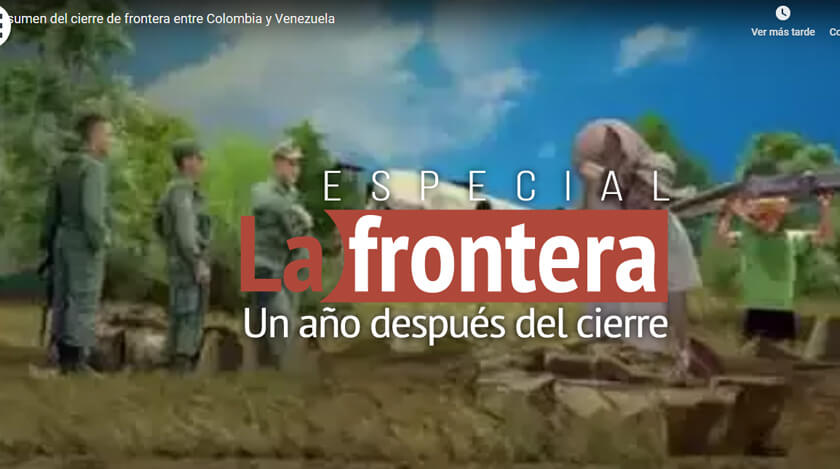 sumen del cierre de frontera entre Colombia y Venezuela
Ver más tarde
Co
ESPECIAL
La frontera
Un año después del cierre